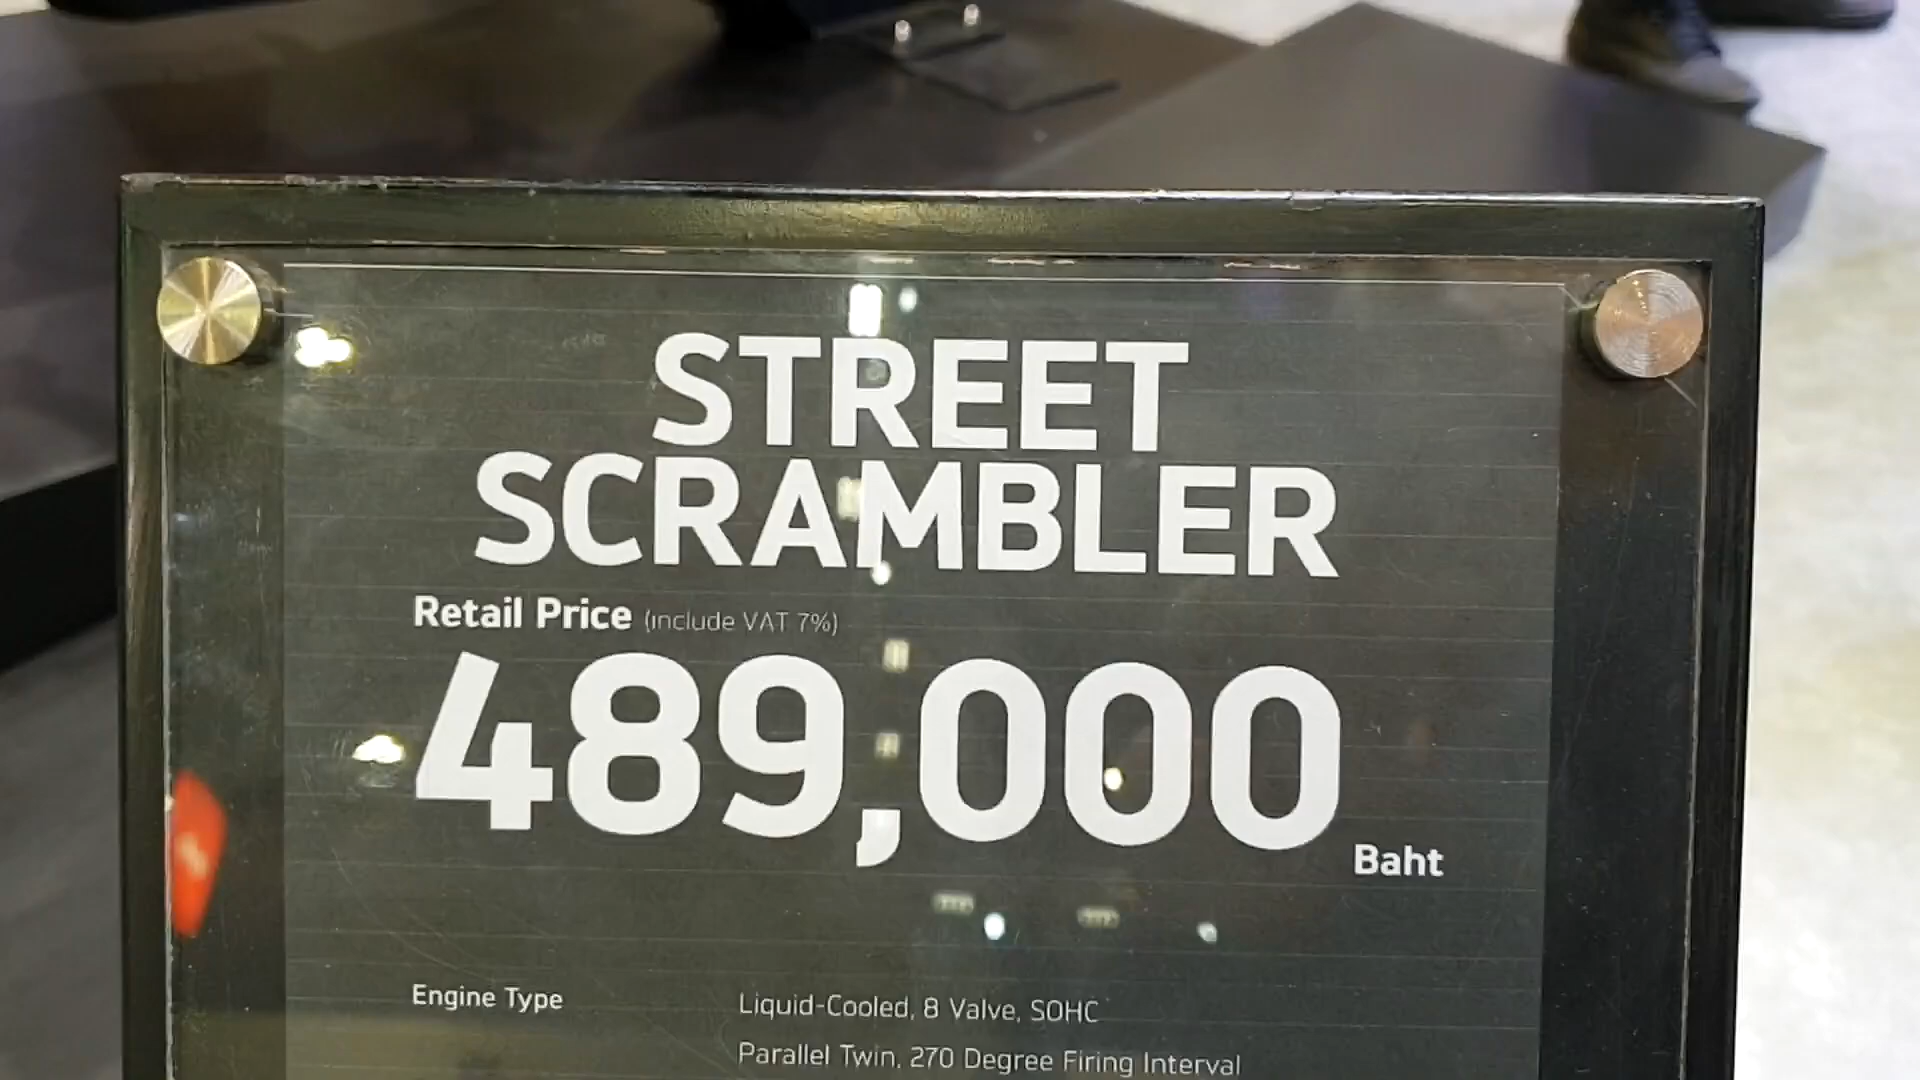 STREET
SCRAMBLER
Retail Price (include VAT 7%)
489,000
Baht
Engine Type
Liquid-Cooled, 8 Valve, SOHC
Parallel Twin, 270 Degree Firing Interval